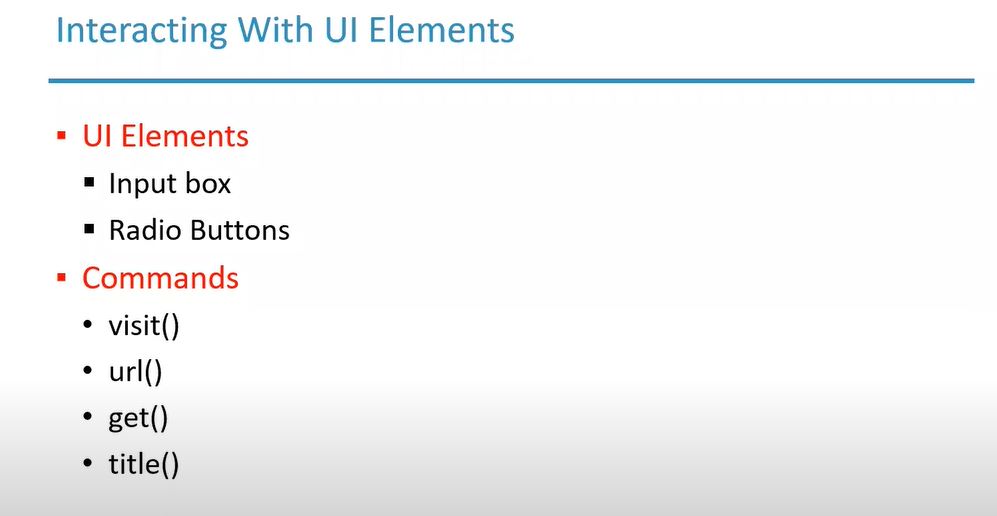 Interacting With UI Elements
UI Elements
Input box
Radio Buttons
Commands
visit()
url()
get()
title()